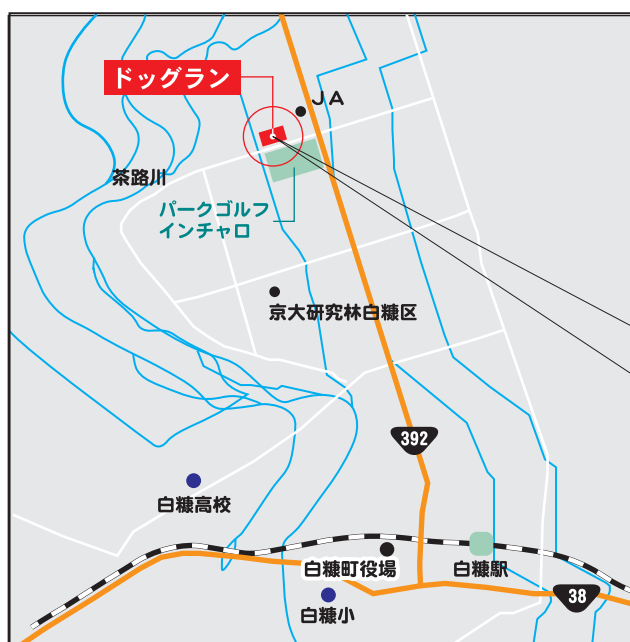 ドッグラン
JA
茶路川
パークゴルフ
インチャロ
京大研究林白糠区
392
白糠高校
白糠町役場
白糠駅
38
白糠小